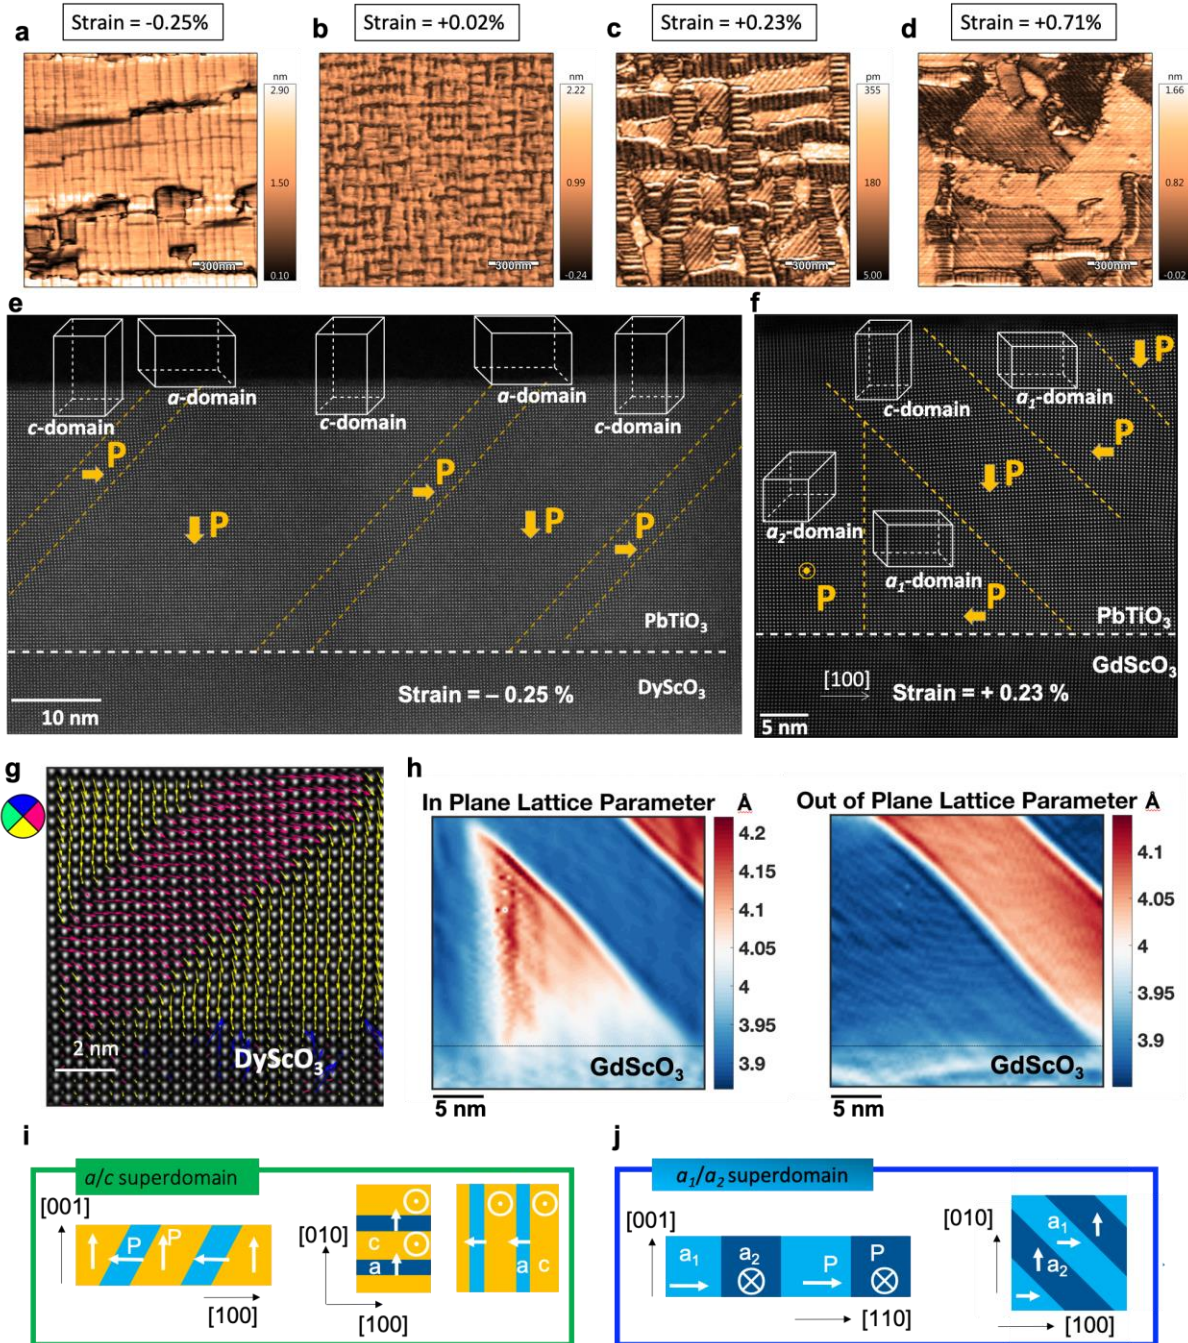 Strain = -0.25%
Strain = +0.02%
Strain = +0.23%
Strain = +0.71%
a
b
c
d
nm
2.90
1.50
0.10
300nm
nm
2.22
0.99
-0.24
300nm
pm
355
180
5.00
300nm
nm
1.66
0.82
-0.02
300nm
e
c-domain
a-domain
c-domain
a-domain
c-domain
P
P
P
P
P
PbTiO3
DyScO3
Strain = – 0.25 %
10 nm
f
c-domain
a1-domain
P
P
P
a2-domain
a1-domain
P
P
PbTiO3
GdScO3
[100]
Strain = + 0.23 %
5 nm
g
2 nm
DyScO3
h
In Plane Lattice Parameter Å
4.2
4.15
4.1
4.05
4
3.95
3.9
GdScO3
5 nm
Out of Plane Lattice Parameter Å
4.1
4.05
4
3.95
3.9
GdScO3
5 nm
i
a/c superdomain
[001]
P
P
[100]
[010]
c
a
[100]
a
c
j
a1/a2 superdomain
[001]
a1
a2
P
P
[110]
[010]
a1
a2
[100]